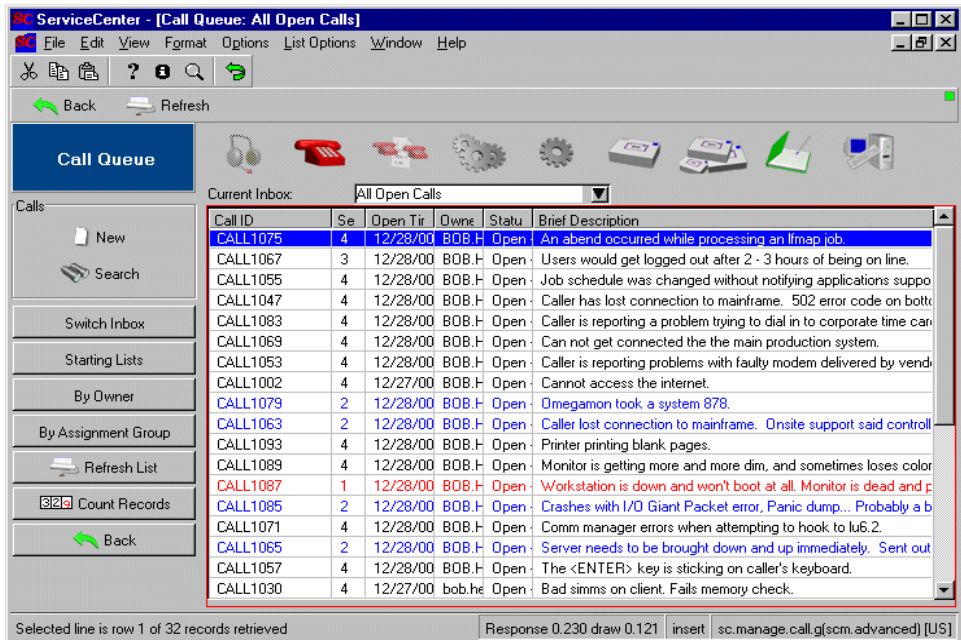 SC ServiceCenter - [Call Queue: All Open Calls]
SC File Edit View Format Options List Options Window Help
Back Refresh
Call Queue
Current Inbox: All Open Calls
Calls
New
Search
Switch Inbox
Starting Lists
By Owner
By Assignment Group
Refresh List
329 Count Records
Back
Call ID Se Open Tir Owne Statu Brief Description
CALL1075 4 12/28/00 BOB.H Open - An abend occurred while processing an lfmap job.
CALL1067 3 12/28/00 BOB.H Open - Users would get logged out after 2 - 3 hours of being on line.
CALL1055 4 12/28/00 BOB.H Open - Job schedule was changed without notifying applications suppo
CALL1047 4 12/28/00 BOB.H Open - Caller has lost connection to mainframe. 502 error code on botto
CALL1083 4 12/28/00 BOB.H Open - Caller is reporting a problem trying to dial in to corporate time car
CALL1069 4 12/28/00 BOB.H Open - Can not get connected the the main production system.
CALL1053 4 12/28/00 BOB.H Open - Caller is reporting problems with faulty modem delivered by vend
CALL1002 4 12/27/00 BOB.H Open - Cannot access the internet.
CALL1079 2 12/28/00 BOB.H Open - Omegamon took a system 878.
CALL1063 2 12/28/00 BOB.H Open - Caller lost connection to mainframe. Onsite support said controll
CALL1093 4 12/28/00 BOB.H Open - Printer printing blank pages.
CALL1089 4 12/28/00 BOB.H Open - Monitor is getting more and more dim, and sometimes loses color
CALL1087 1 12/28/00 BOB.H Open - Workstation is down and won't boot at all. Monitor is dead and p
CALL1085 2 12/28/00 BOB.H Open - Crashes with I/O Giant Packet error, Panic dump... Probably a b
CALL1071 4 12/28/00 BOB.H Open - Comm manager errors when attempting to hook to lu6.2.
CALL1065 2 12/28/00 BOB.H Open - Server needs to be brought down and up immediately. Sent out
CALL1057 4 12/28/00 BOB.H Open - The <ENTER> key is sticking on caller's keyboard.
CALL1030 4 12/27/00 bob.he Open - Bad simms on client. Fails memory check.
Selected line is row 1 of 32 records retrieved Response 0.230 draw 0.121 insert sc.manage.call.g(scm.advanced) [US]